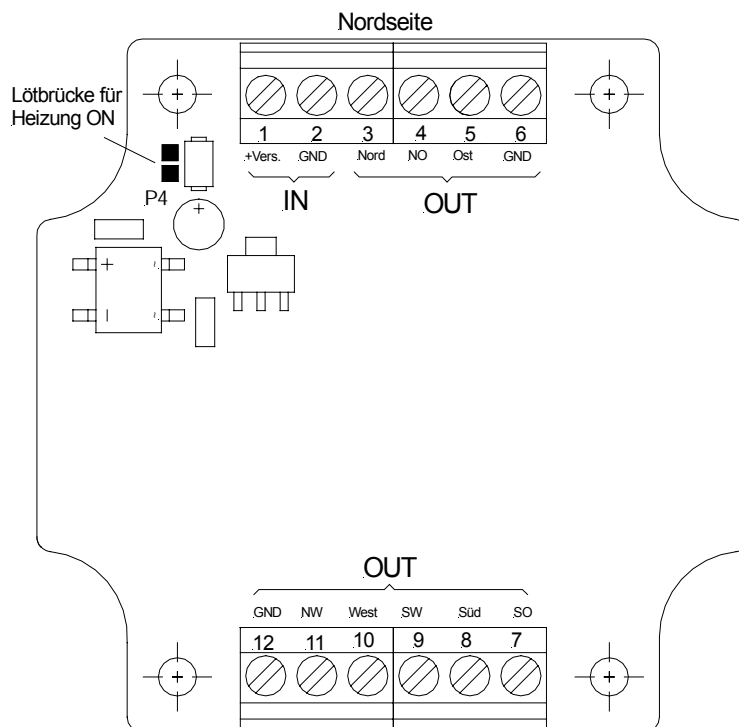 Nordseite
Lötbrücke für
Heizung ON
1 2 3 4 5 6
+Vers. GND Nord NO Ost GND
P4
IN OUT
+
+ ~
− ~
OUT
GND NW West SW Süd SO
12 11 10 9 8 7